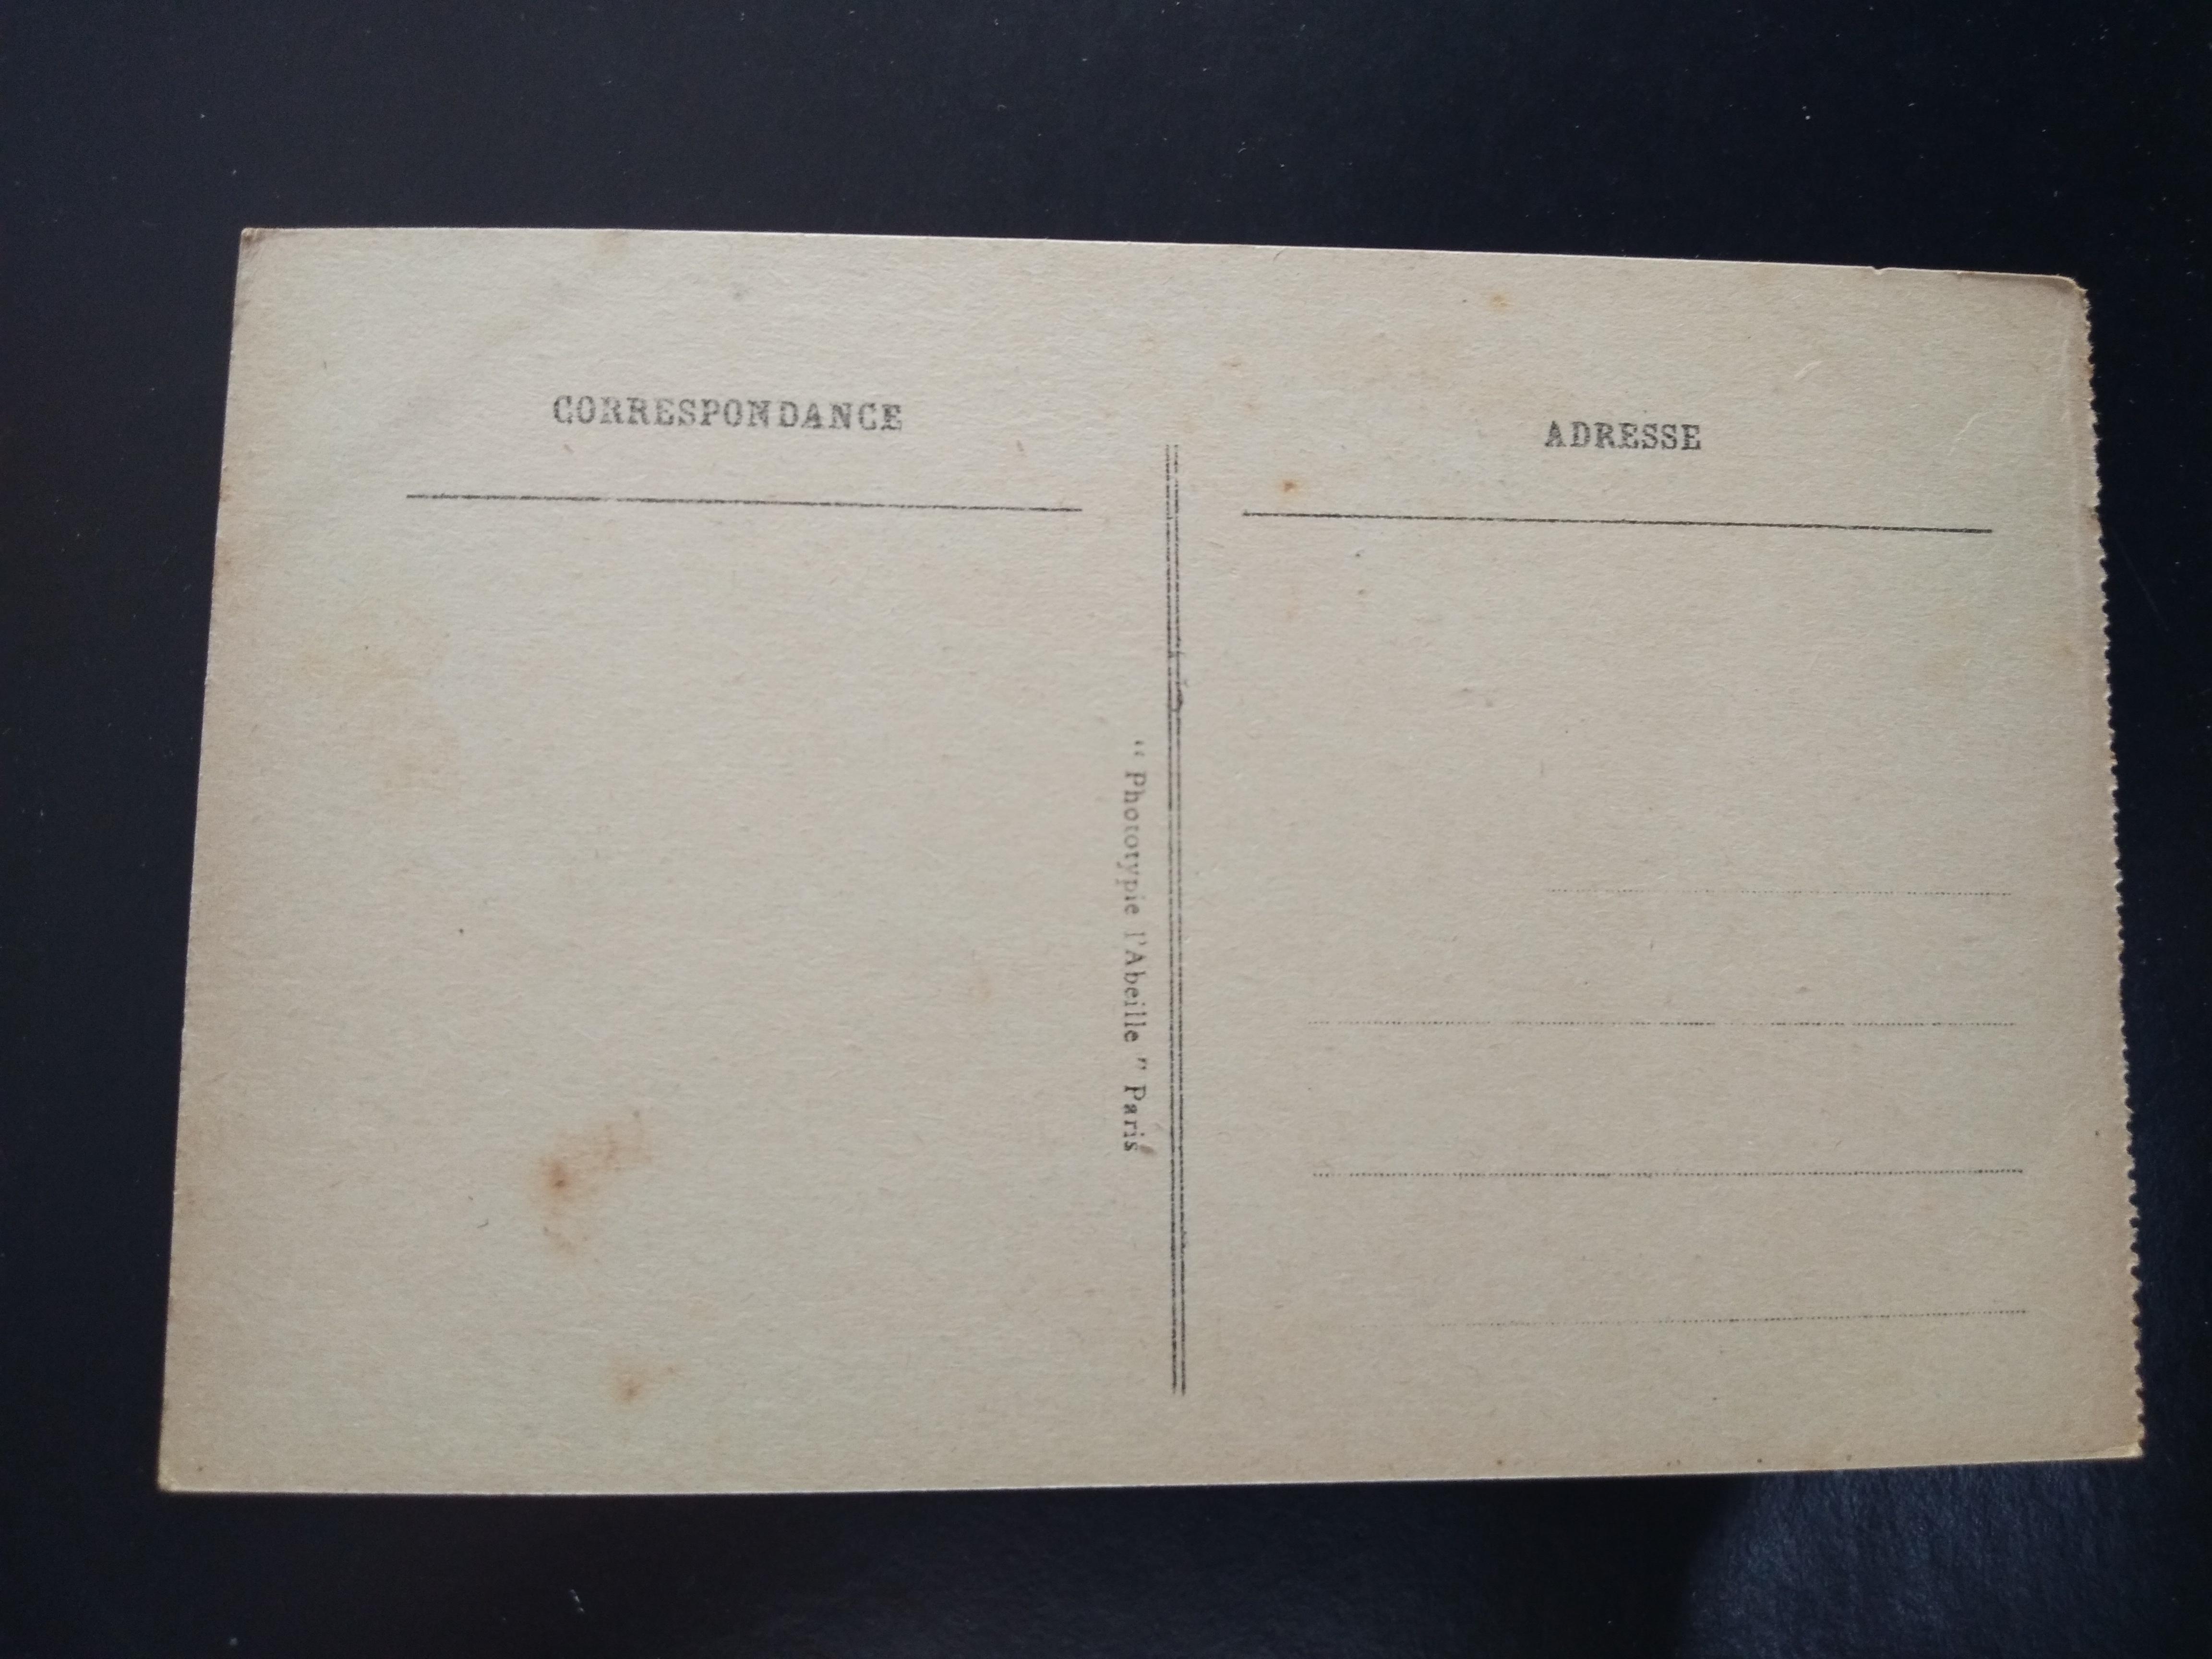 CORRESPONDANCE
ADRESSE
“ Phototypie l'Abeille ” Paris